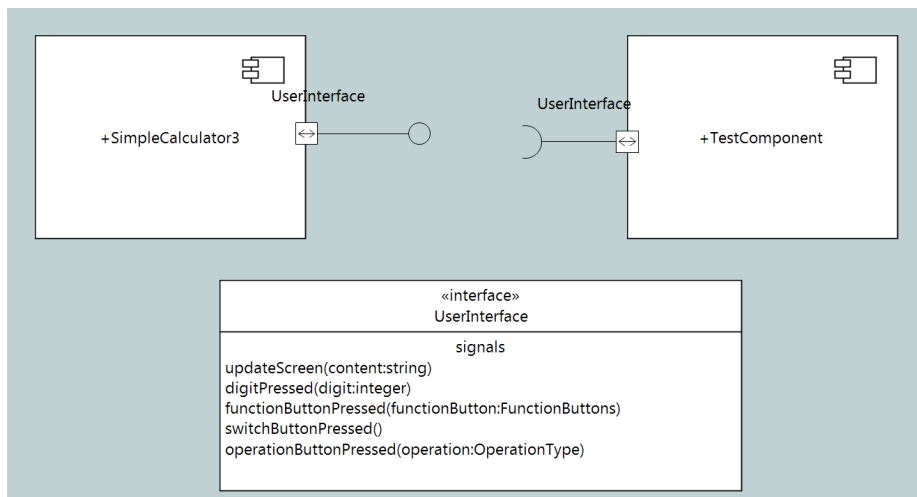 UserInterface
+SimpleCalculator3
UserInterface
+TestComponent
«interface»
UserInterface
signals
updateScreen(content:string)
digitPressed(digit:integer)
functionButtonPressed(functionButton:FunctionButtons)
switchButtonPressed()
operationButtonPressed(operation:OperationType)